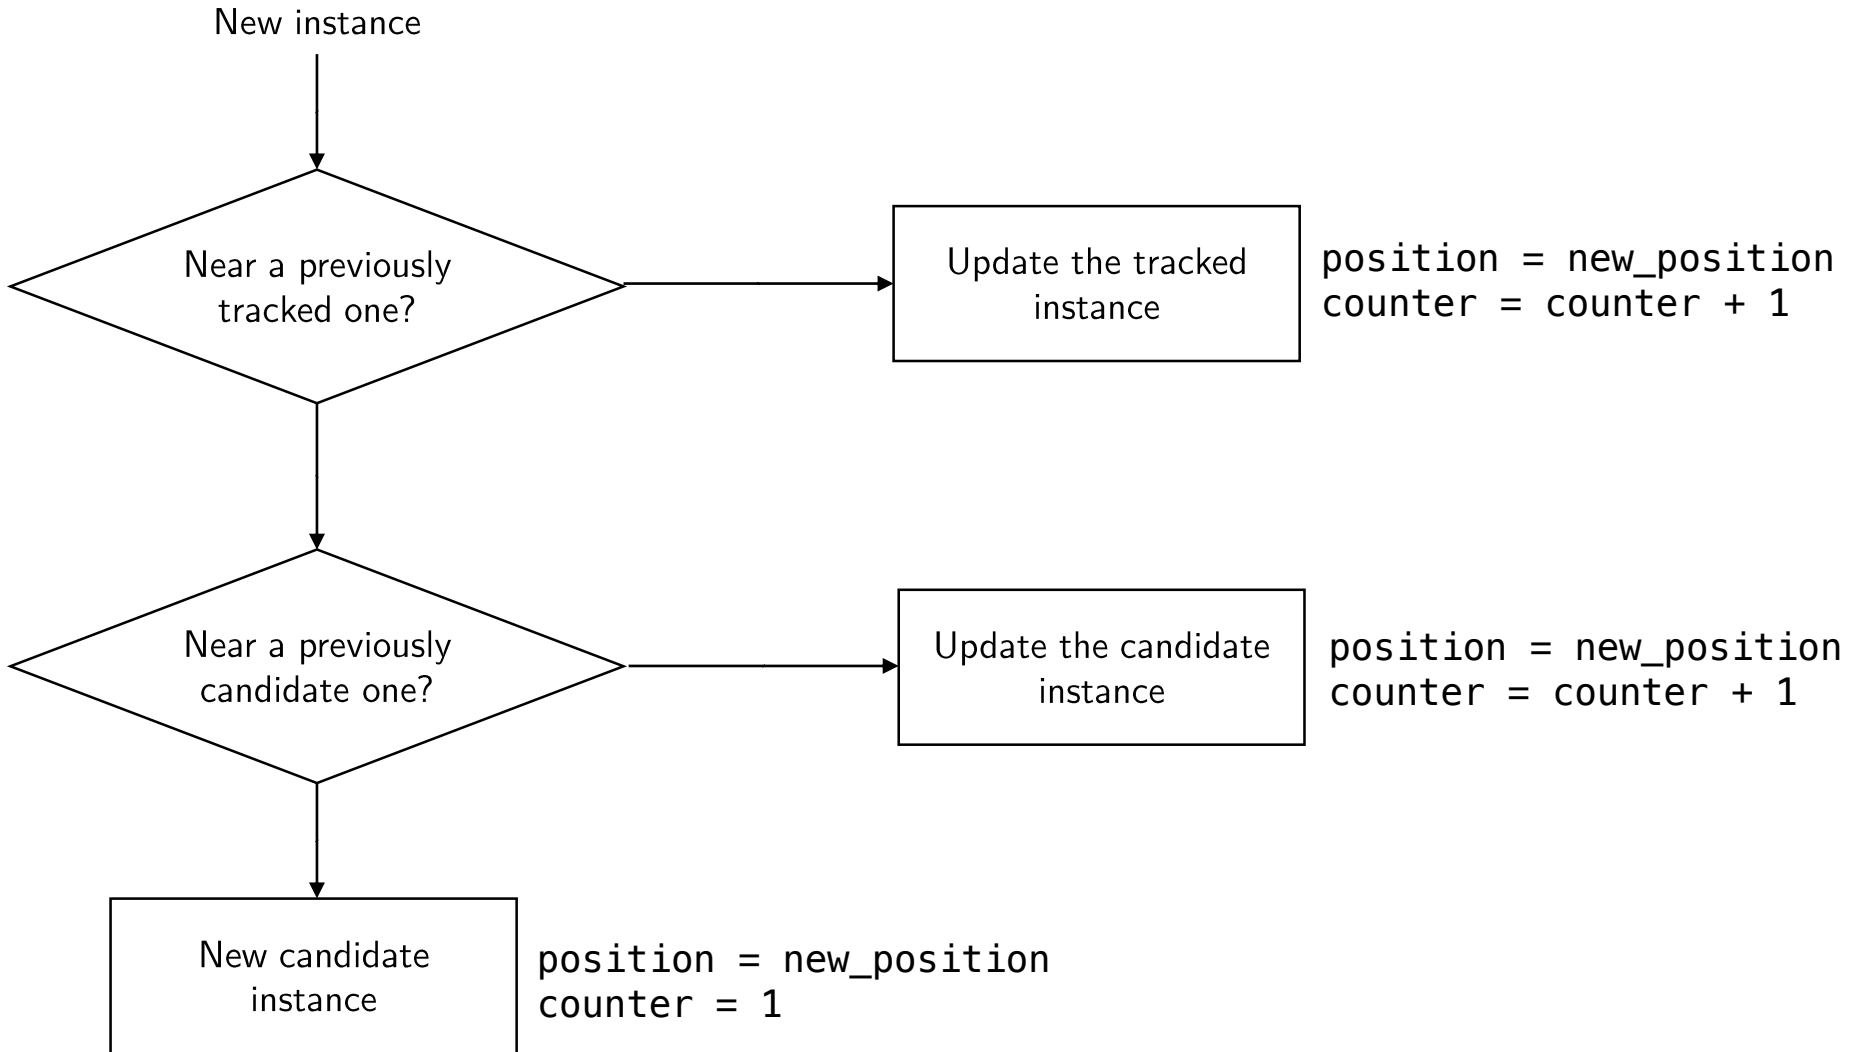 New instance
Near a previously
tracked one?
Update the tracked
instance
position = new_position
counter = counter + 1
Near a previously
candidate one?
Update the candidate
instance
position = new_position
counter = counter + 1
New candidate
instance
position = new_position
counter = 1